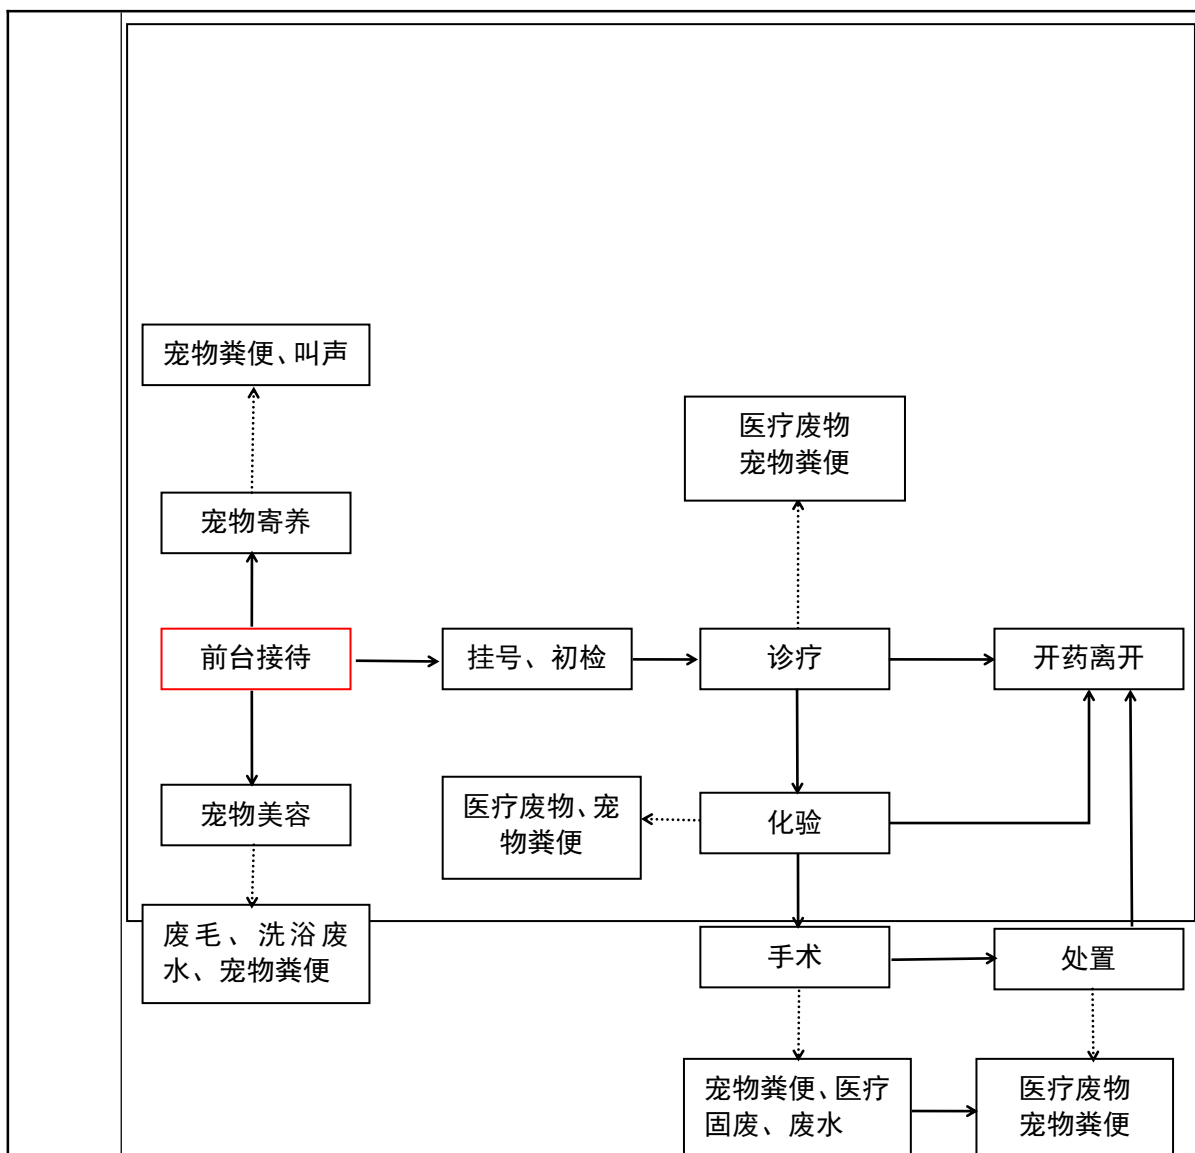 宠物粪便、叫声
医疗废物
宠物粪便
宠物寄养
前台接待
挂号、初检
诊疗
开药离开
宠物美容
医疗废物、宠
物粪便
化验
废毛、洗浴废
水、宠物粪便
手术
处置
宠物粪便、医疗
固废、废水
医疗废物
宠物粪便